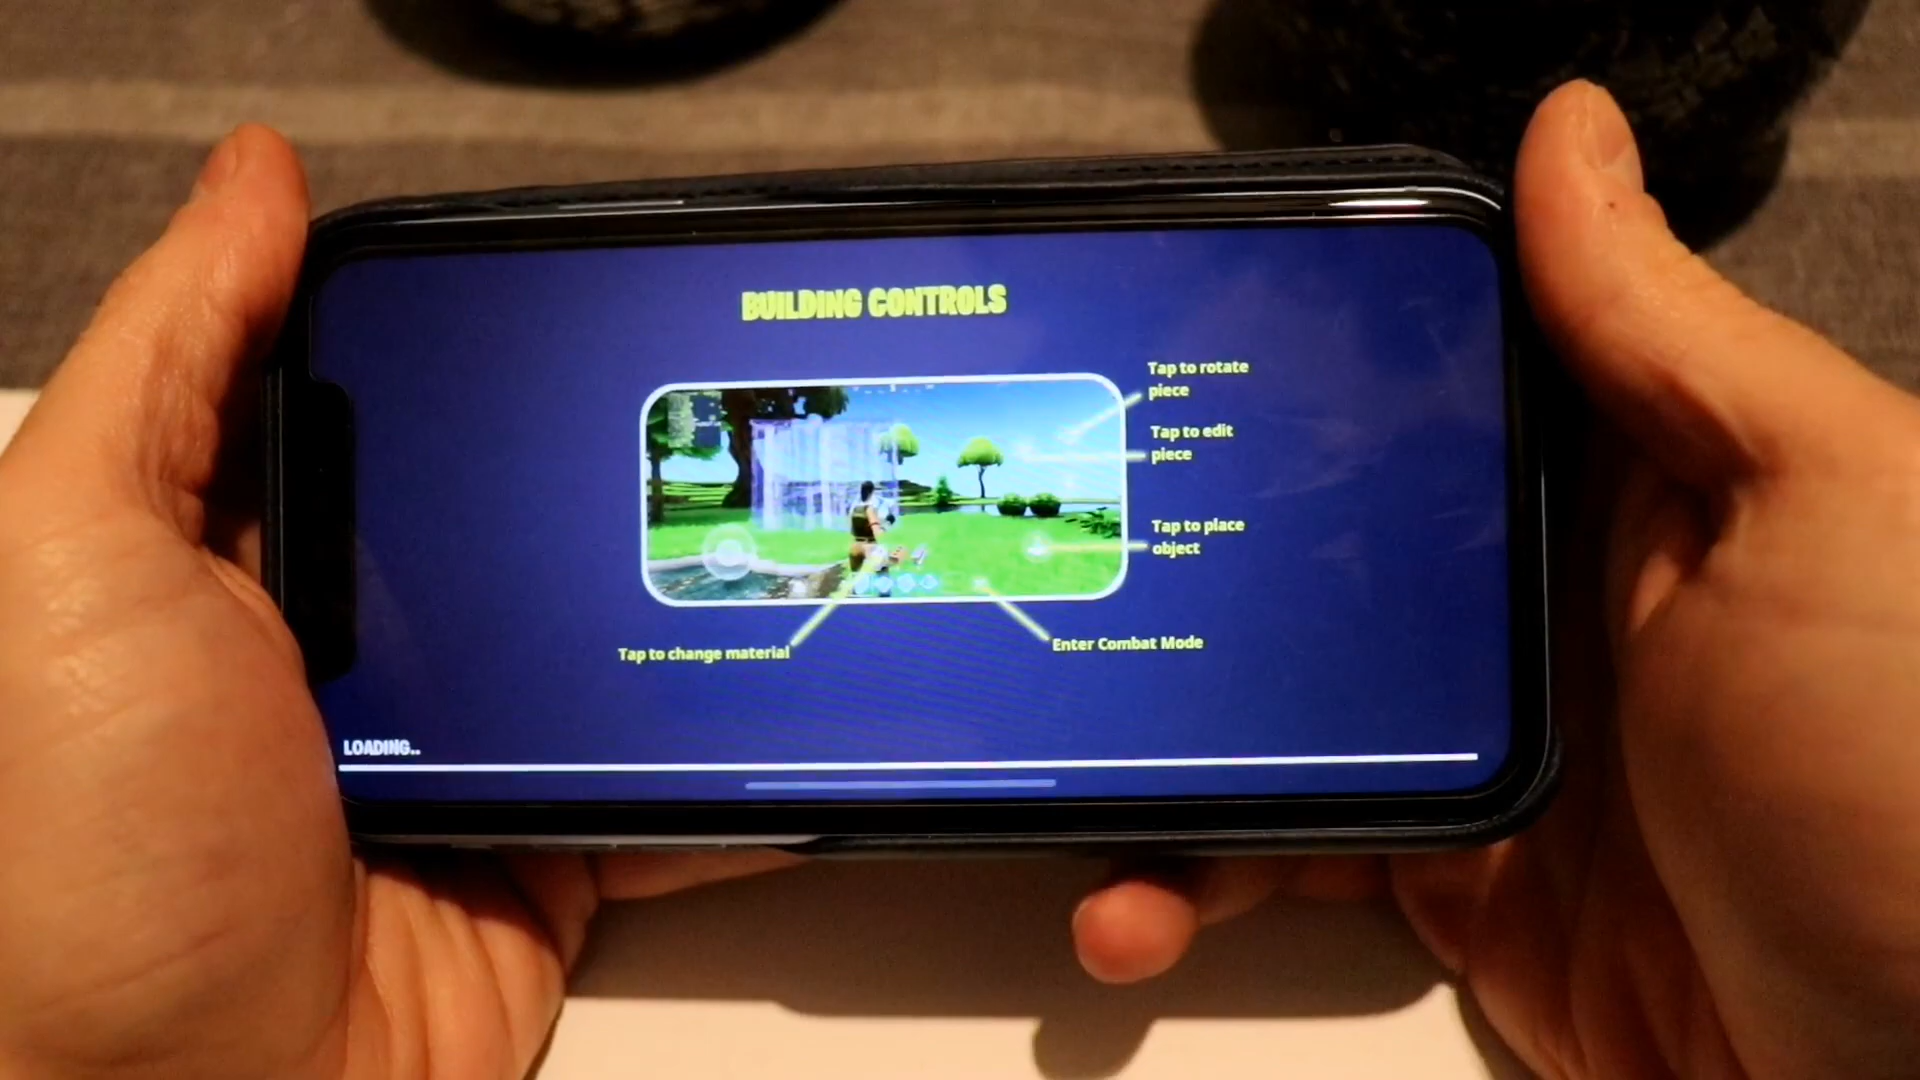 BUILDING CONTROLS
Tap to rotate
piece
Tap to edit
piece
Tap to place
object
Tap to change material
Enter Combat Mode
LOADING..